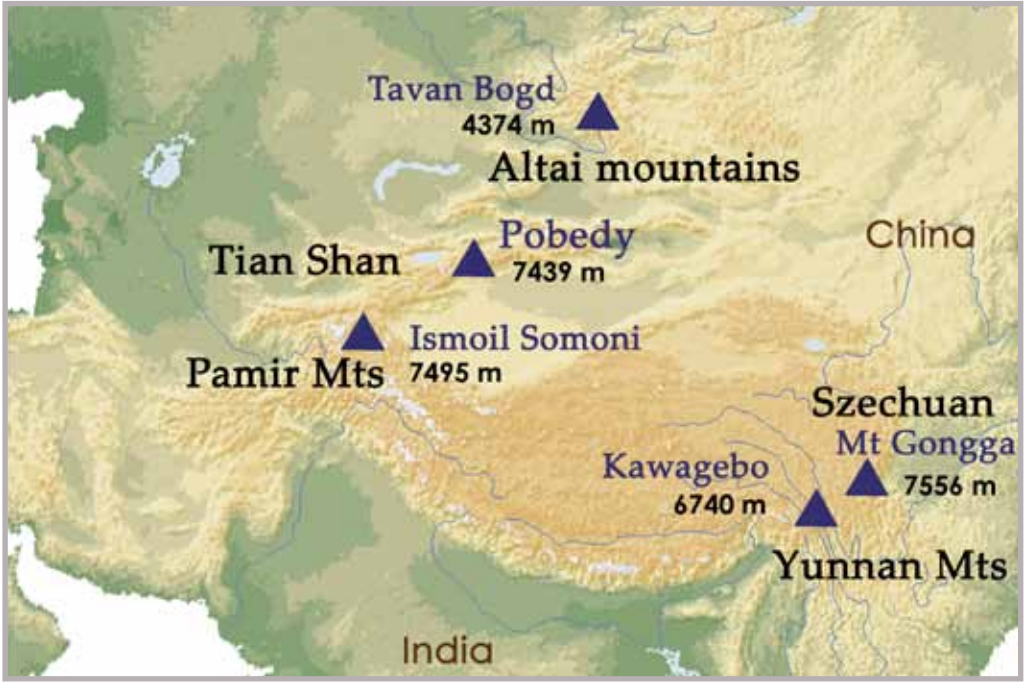 Tavan Bogd
4374 m
Altai mountains
China
Pobedy
Tian Shan
7439 m
Ismoil Somoni
Pamir Mts
7495 m
Szechuan
Mt Gongga
Kawagebo
7556 m
6740 m
Yunnan Mts
India